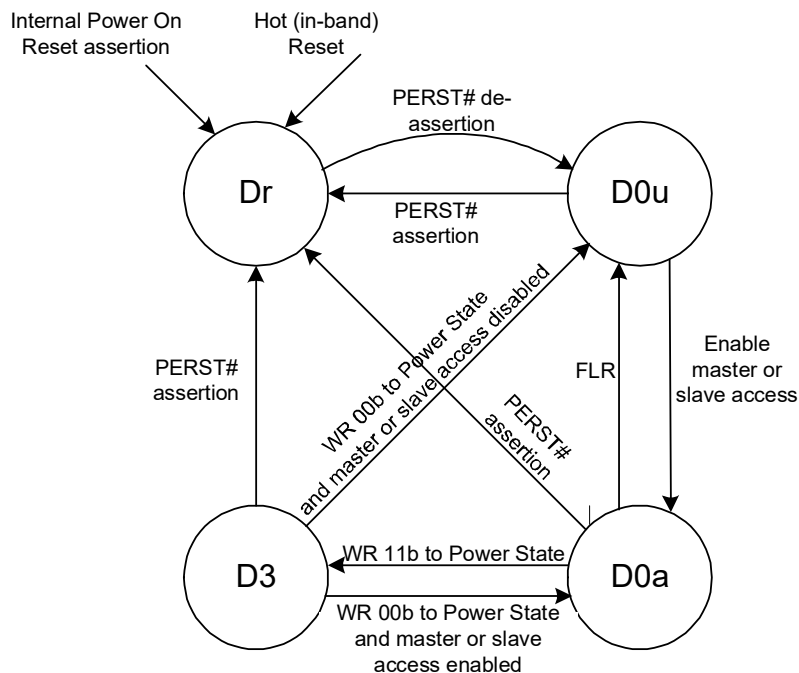 Internal Power On
Reset assertion
Hot (in-band)
Reset
PERST# de-
assertion
Dr
D0u
PERST#
assertion
WR 00b to Power State
and master or slave access disabled
PERST#
assertion
FLR
Enable
master or
slave access
PERST#
assertion
D3
WR 11b to Power State
D0a
WR 00b to Power State
and master or slave
access enabled